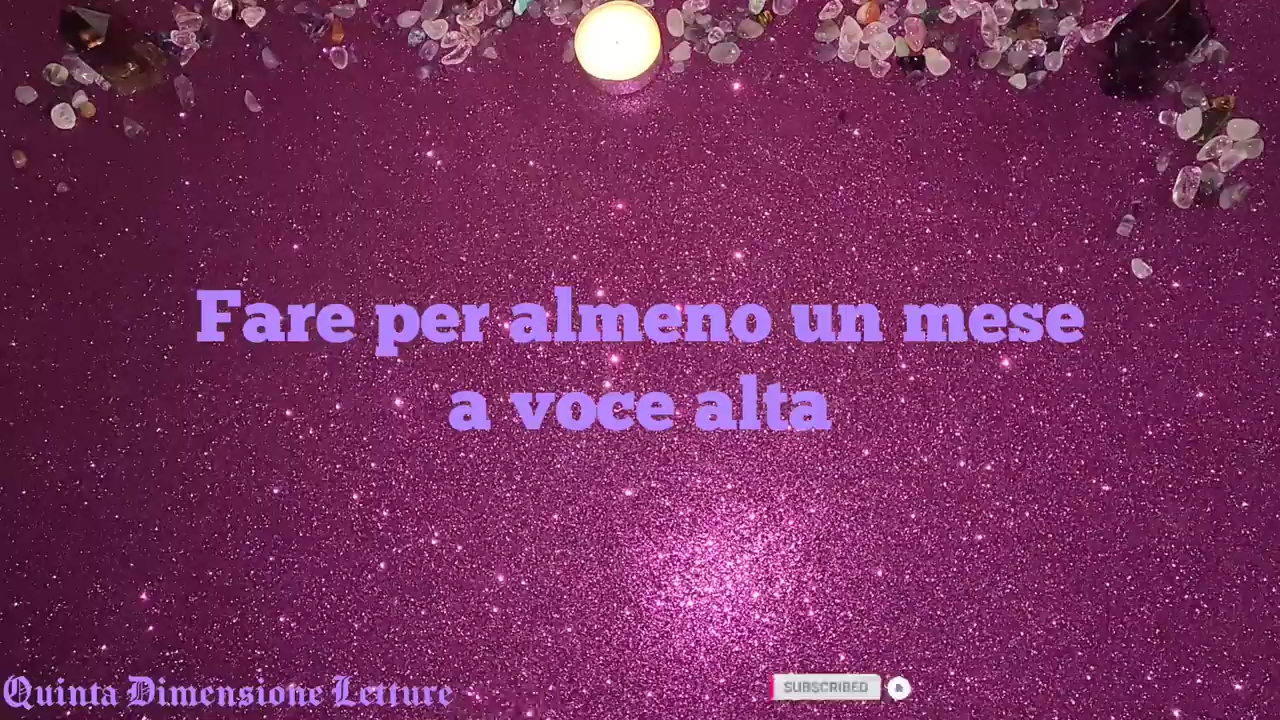 Fare per almeno un mese
a voce alta
Quinta Dimensione Letture
SUBSCRIBED